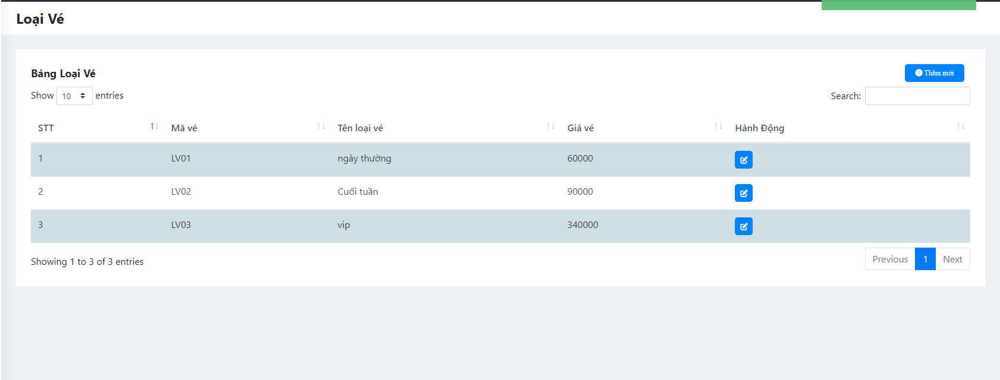 Loại Vé
Bảng Loại Vé
Thêm mới
Show 10 entries
Search:
STT Mã vé Tên loại vé Giá vé Hành Động
1 LV01 ngày thường 60000
2 LV02 Cuối tuần 90000
3 LV03 vip 340000
Showing 1 to 3 of 3 entries
Previous 1 Next